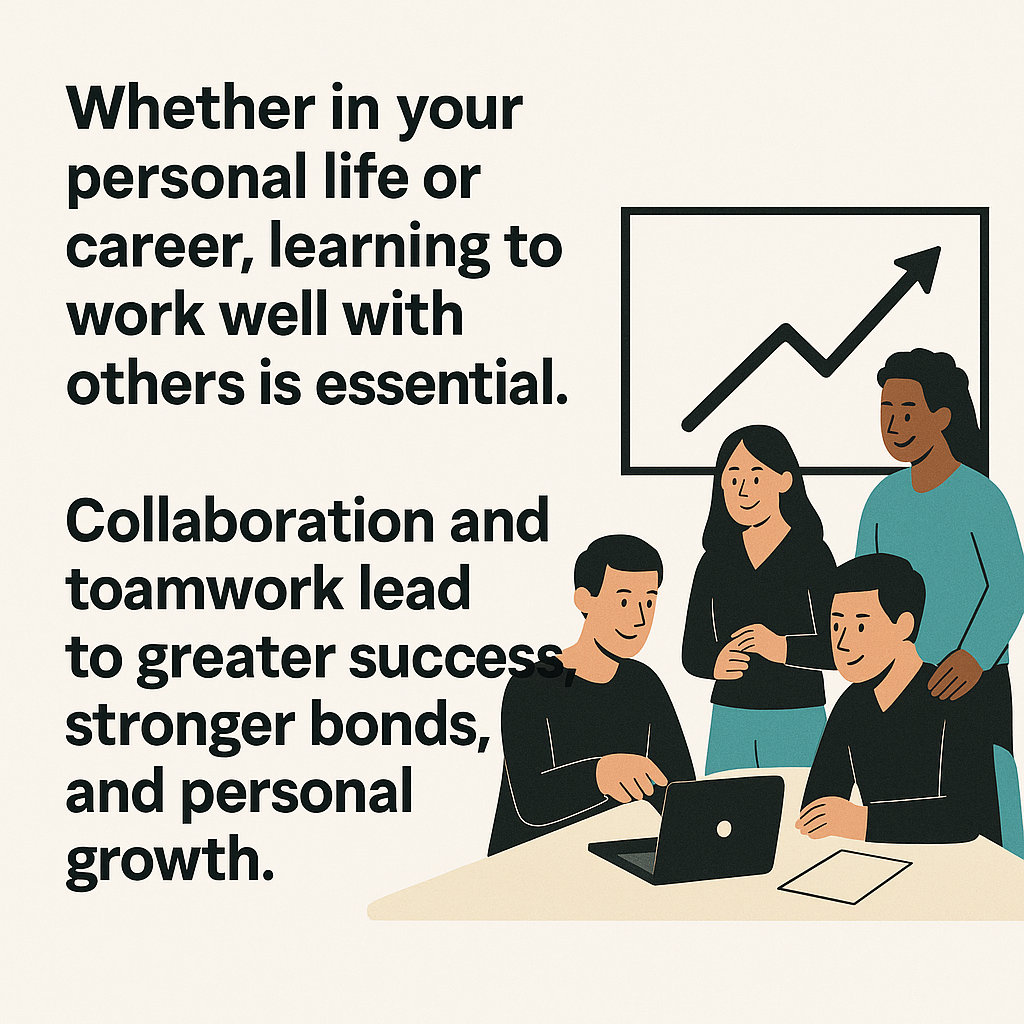 Whether in your
personal life or
career, learning to
work well with
others is essential.
Collaboration and
toamwork lead
to greater success,
stronger bonds,
and personal
growth.